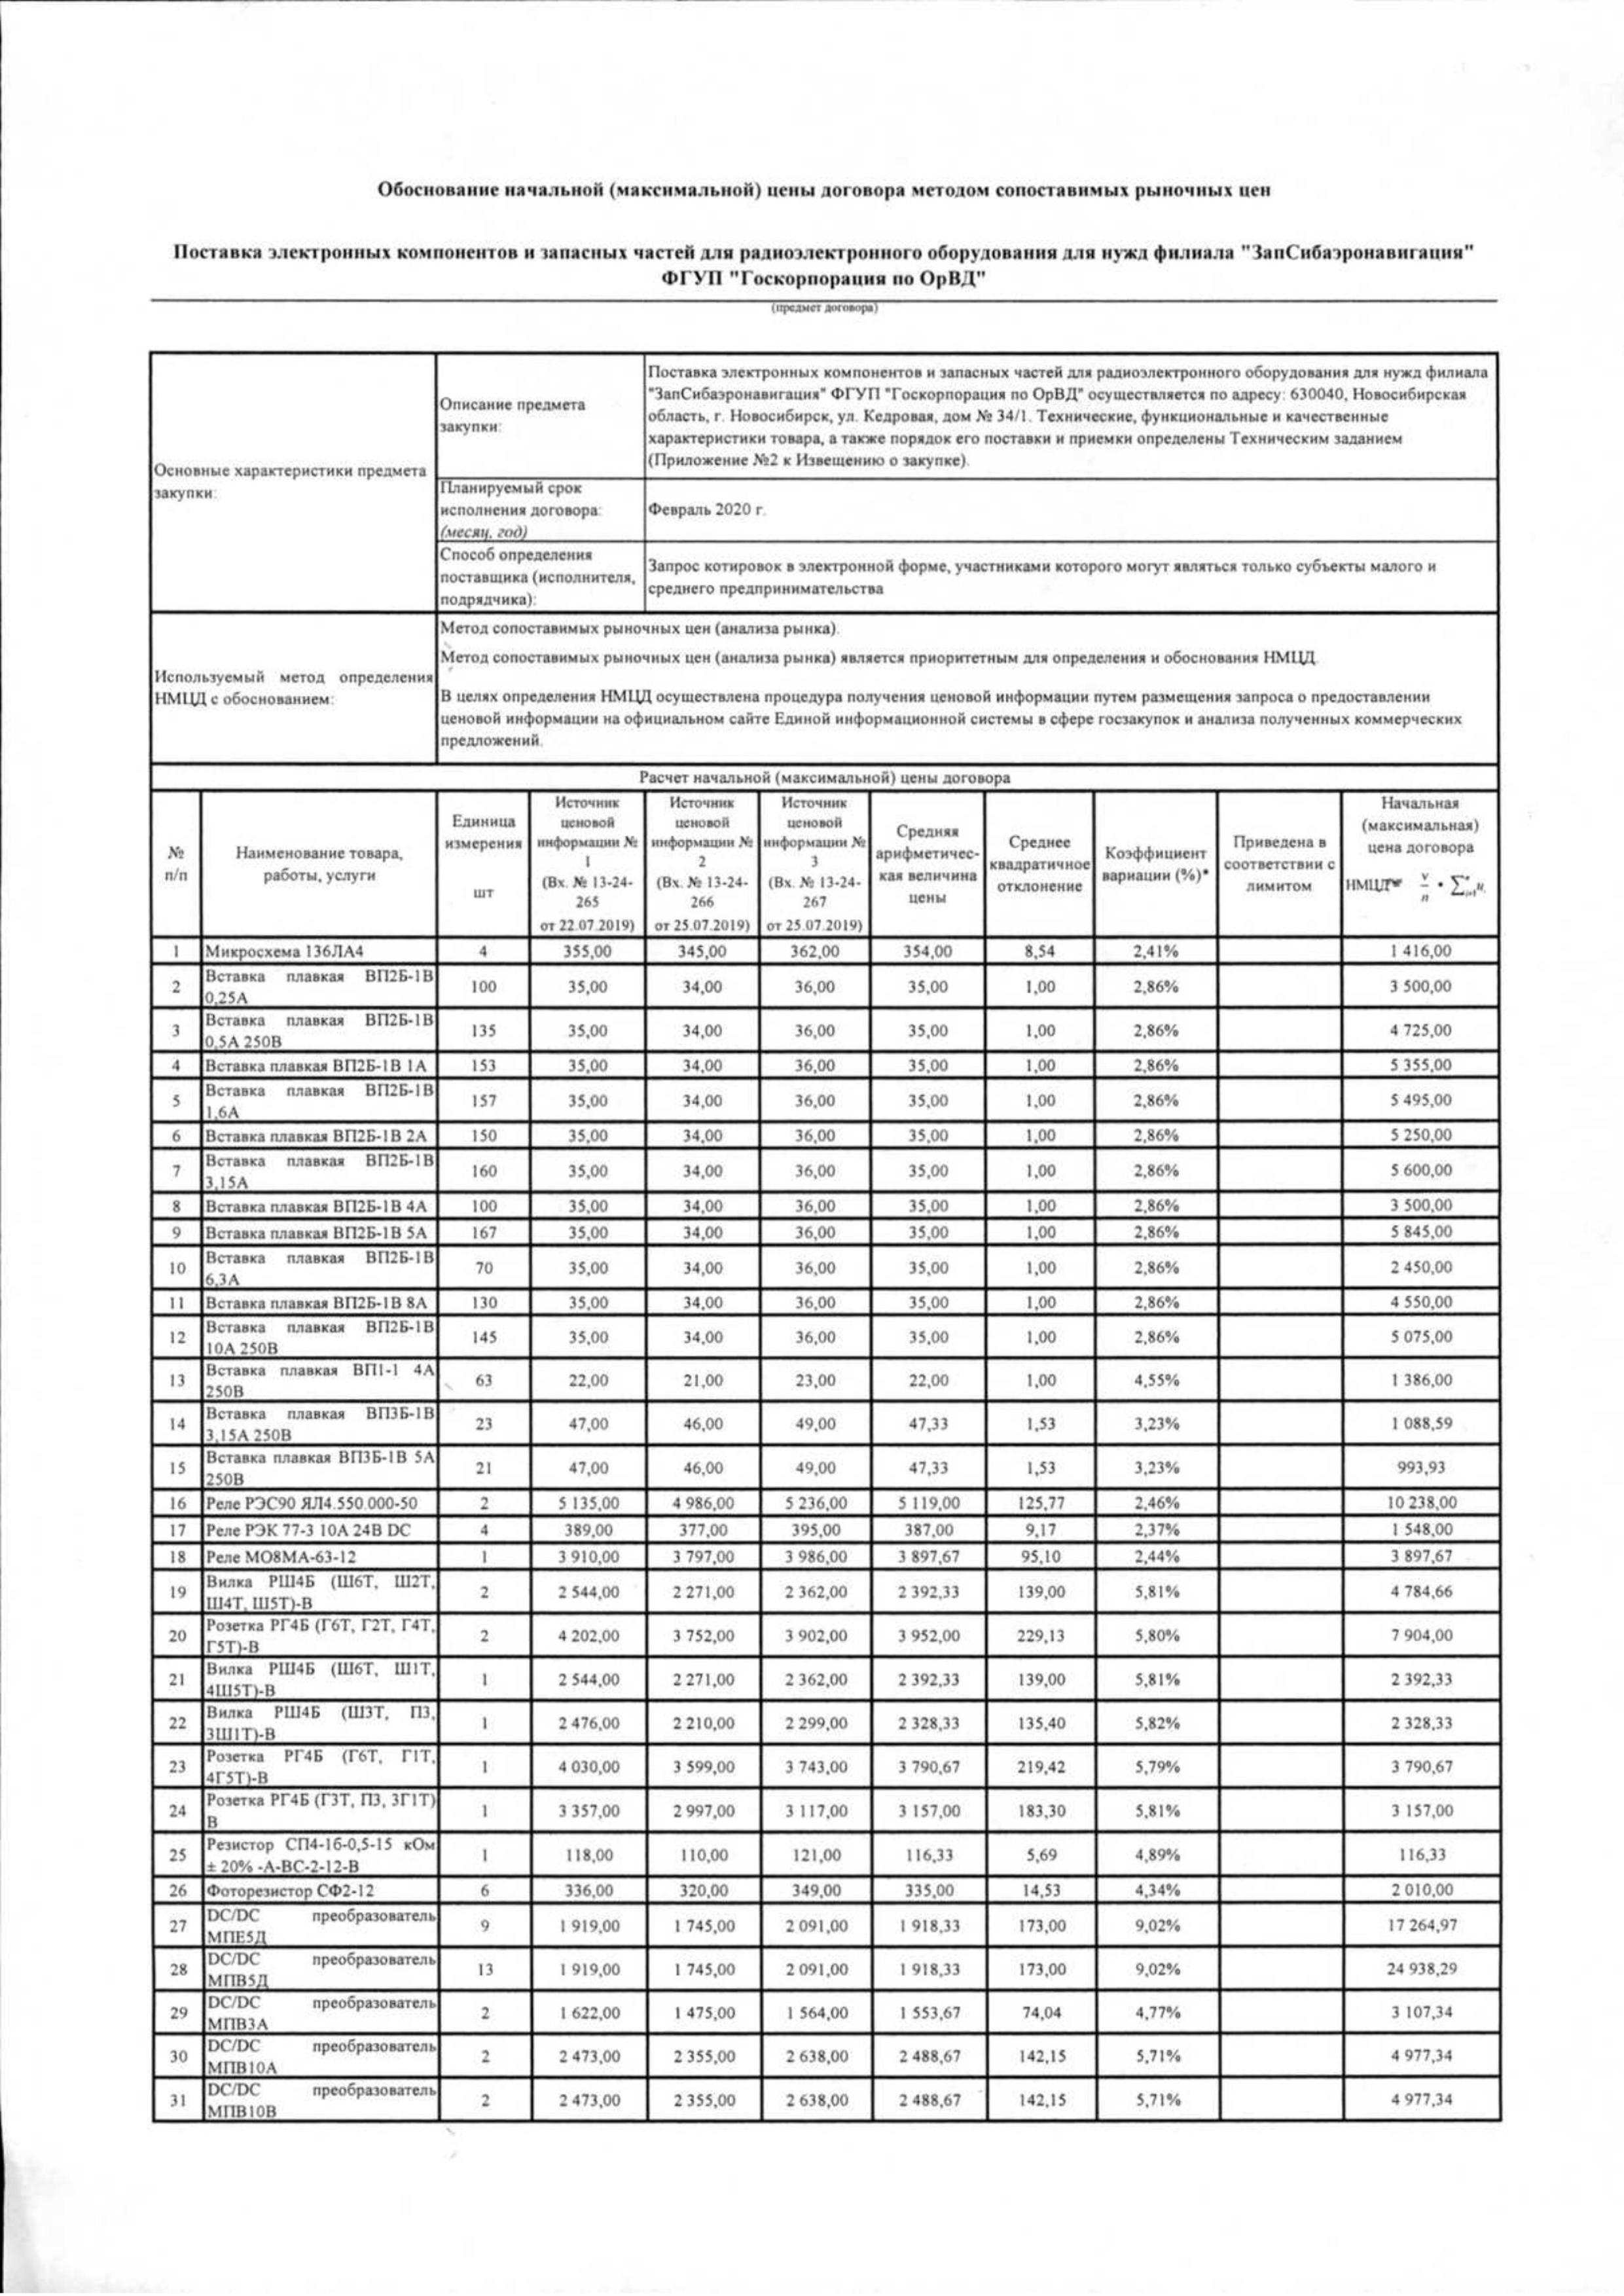 Обоснование начальной (максимальной) цены договора методом сопоставимых рыночных цен
Поставка электронных компонентов и запасных частей для радиоэлектронного оборудования для нужд филиала "ЗапСибаэронавигация"
ФГУП "Госкорпорация по ОрВД"
(предмет договора)
Основные характеристики предмета
закупки:
Описание предмета
закупки:
Поставка электронных компонентов и запасных частей для радиоэлектронного оборудования для нужд филиала
"ЗапСибаэронавигация" ФГУП "Госкорпорация по ОрВД" осуществляется по адресу: 630040, Новосибирская
область, г. Новосибирск, ул. Кедровая, дом № 34/1. Технические, функциональные и качественные
характеристики товара, а также порядок его поставки и приемки определены Техническим заданием
(Приложение №2 к Извещению о закупке).
Планируемый срок
исполнения договора:
(месяц, год)
Февраль 2020 г.
Способ определения
поставщика (исполнителя,
подрядчика):
Запрос котировок в электронной форме, участниками которого могут являться только субъекты малого и
среднего предпринимательства
Используемый метод определения
НМЦД с обоснованием:
Метод сопоставимых рыночных цен (анализа рынка).
Метод сопоставимых рыночных цен (анализа рынка) является приоритетным для определения и обоснования НМЦД.
В целях определения НМЦД осуществлена процедура получения ценовой информации путем размещения запроса о предоставлении
ценовой информации на официальном сайте Единой информационной системы в сфере госзакупок и анализа полученных коммерческих
предложений.
Расчет начальной (максимальной) цены договора
№
п/п
Наименование товара,
работы, услуги
Единица
измерения
шт
Источник
ценовой
информации №
1
(Вх. № 13-24-
265
от 22.07.2019)
Источник
ценовой
информации №
2
(Вх. № 13-24-
266
от 25.07.2019)
Источник
ценовой
информации №
3
(Вх. № 13-24-
267
от 25.07.2019)
Средняя
арифметичес-
кая величина
цены
Среднее
квадратичное
отклонение
Коэффициент
вариации (%)*
Приведена в
соответствии с
лимитом
Начальная
(максимальная)
цена договора
НМЦД=
1 Микросхема 136ЛА4 4 355,00 345,00 362,00 354,00 8,54 2,41% 1 416,00
2 Вставка плавкая ВП2Б-1В
0,25А 100 35,00 34,00 36,00 35,00 1,00 2,86% 3 500,00
3 Вставка плавкая ВП2Б-1В
0,5А 250В 135 35,00 34,00 36,00 35,00 1,00 2,86% 4 725,00
4 Вставка плавкая ВП2Б-1В 1А 153 35,00 34,00 36,00 35,00 1,00 2,86% 5 355,00
5 Вставка плавкая ВП2Б-1В
1,6А 157 35,00 34,00 36,00 35,00 1,00 2,86% 5 495,00
6 Вставка плавкая ВП2Б-1В 2А 150 35,00 34,00 36,00 35,00 1,00 2,86% 5 250,00
7 Вставка плавкая ВП2Б-1В
3,15А 160 35,00 34,00 36,00 35,00 1,00 2,86% 5 600,00
8 Вставка плавкая ВП2Б-1В 4А 100 35,00 34,00 36,00 35,00 1,00 2,86% 3 500,00
9 Вставка плавкая ВП2Б-1В 5А 167 35,00 34,00 36,00 35,00 1,00 2,86% 5 845,00
10 Вставка плавкая ВП2Б-1В
6,3А 70 35,00 34,00 36,00 35,00 1,00 2,86% 2 450,00
11 Вставка плавкая ВП2Б-1В 8А 130 35,00 34,00 36,00 35,00 1,00 2,86% 4 550,00
12 Вставка плавкая ВП2Б-1В
10А 250В 145 35,00 34,00 36,00 35,00 1,00 2,86% 5 075,00
13 Вставка плавкая ВП1-1 4А
250В 63 22,00 21,00 23,00 22,00 1,00 4,55% 1 386,00
14 Вставка плавкая ВП3Б-1В
3,15А 250В 23 47,00 46,00 49,00 47,33 1,53 3,23% 1 088,59
15 Вставка плавкая ВП3Б-1В 5А
250В 21 47,00 46,00 49,00 47,33 1,53 3,23% 993,93
16 Реле РЭС90 ЯЛ4.550.000-50 2 5 135,00 4 986,00 5 236,00 5 119,00 125,77 2,46% 10 238,00
17 Реле РЭК 77-3 10А 24В DC 4 389,00 377,00 395,00 387,00 9,17 2,37% 1 548,00
18 Реле МО8МА-63-12 1 3 910,00 3 797,00 3 986,00 3 897,67 95,10 2,44% 3 897,67
19 Вилка РШ4Б (Ш6Т, Ш2Т,
Ш4Т, Ш5Т)-В 2 2 544,00 2 271,00 2 362,00 2 392,33 139,00 5,81% 4 784,66
20 Розетка РГ4Б (Г6Т, Г2Т, Г4Т,
Г5Т)-В 2 4 202,00 3 752,00 3 902,00 3 952,00 229,13 5,80% 7 904,00
21 Вилка РШ4Б (Ш6Т, Ш1Т,
4Ш5Т)-В 1 2 544,00 2 271,00 2 362,00 2 392,33 139,00 5,81% 2 392,33
22 Вилка РШ4Б (Ш3Т, П3,
3Ш1Т)-В 1 2 476,00 2 210,00 2 299,00 2 328,33 135,40 5,82% 2 328,33
23 Розетка РГ4Б (Г6Т, Г1Т,
4Г5Т)-В 1 4 030,00 3 599,00 3 743,00 3 790,67 219,42 5,79% 3 790,67
24 Розетка РГ4Б (Г3Т, П3, 3Г1Т)
В 1 3 357,00 2 997,00 3 117,00 3 157,00 183,30 5,81% 3 157,00
25 Резистор СП4-1б-0,5-15 кОм
± 20% -А-ВС-2-12-В 1 118,00 110,00 121,00 116,33 5,69 4,89% 116,33
26 Фоторезистор СФ2-12 6 336,00 320,00 349,00 335,00 14,53 4,34% 2 010,00
27 DC/DC преобразователь
МПЕ5Д 9 1 919,00 1 745,00 2 091,00 1 918,33 173,00 9,02% 17 264,97
28 DC/DC преобразователь
МПВ5Д 13 1 919,00 1 745,00 2 091,00 1 918,33 173,00 9,02% 24 938,29
29 DC/DC преобразователь
МПВ3А 2 1 622,00 1 475,00 1 564,00 1 553,67 74,04 4,77% 3 107,34
30 DC/DC преобразователь
МПВ10А 2 2 473,00 2 355,00 2 638,00 2 488,67 142,15 5,71% 4 977,34
31 DC/DC преобразователь
МПВ10В 2 2 473,00 2 355,00 2 638,00 2 488,67 142,15 5,71% 4 977,34